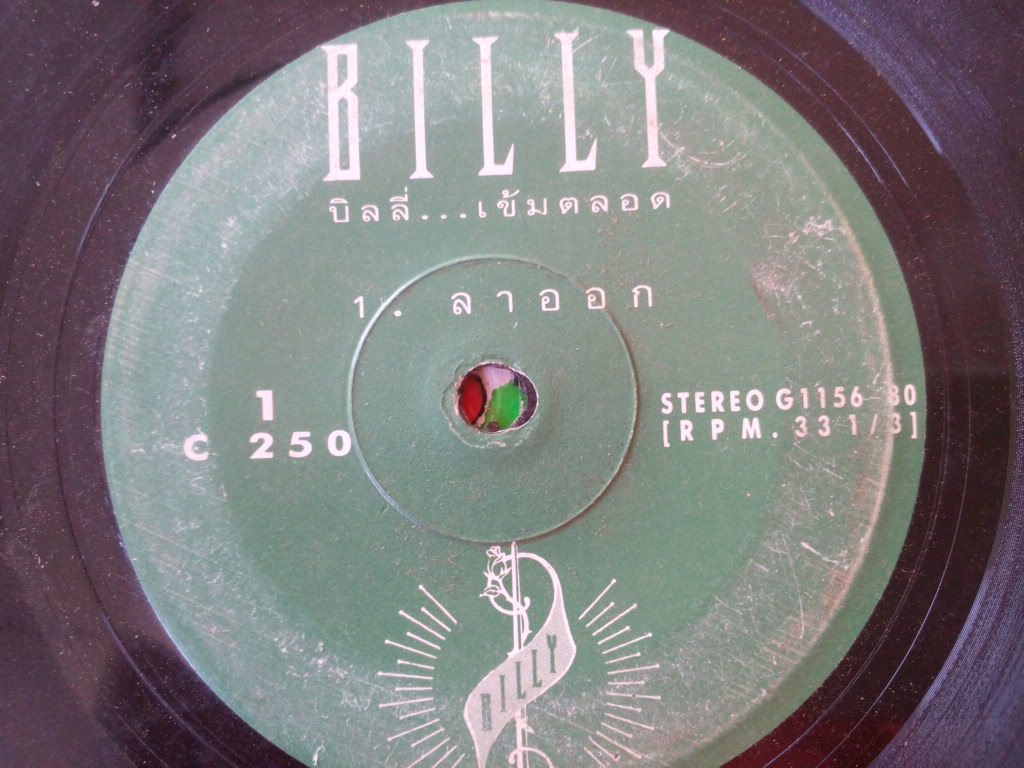 BILLY
บิลลี่...เข้มตลอด
1. ลาออก
1
C 250
STEREO G1156 80
[RPM. 33 1/3]
BILLY